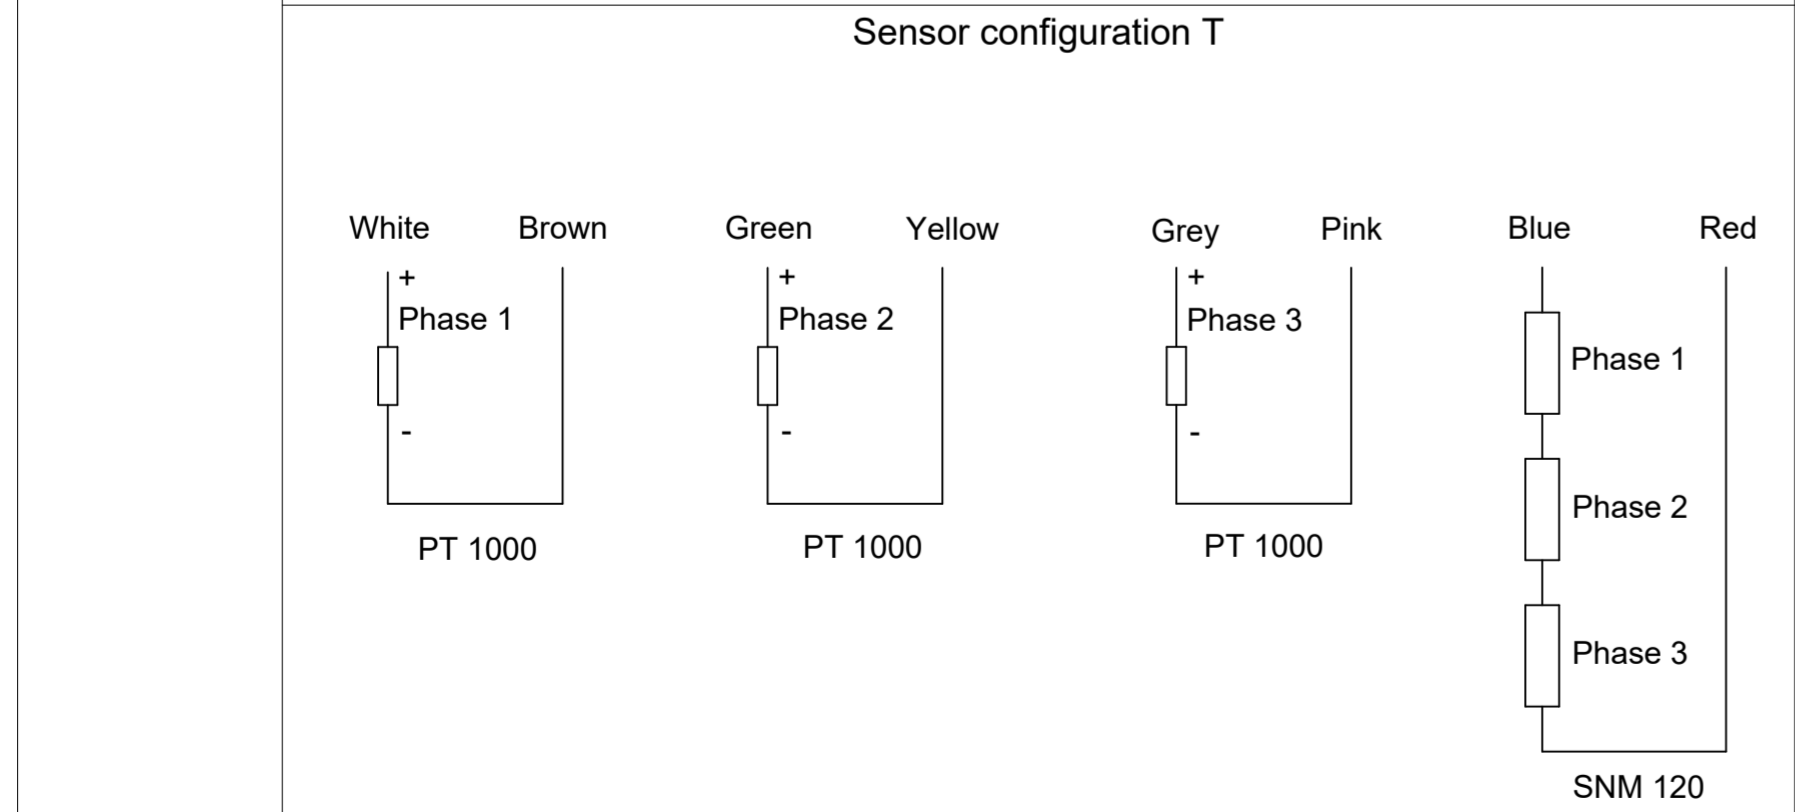 Sensor configuration T
White Brown Green Yellow Grey Pink Blue Red
+ + +
Phase 1 Phase 2 Phase 3
Phase 1
- - -
Phase 2
PT 1000 PT 1000 PT 1000
Phase 3
SNM 120